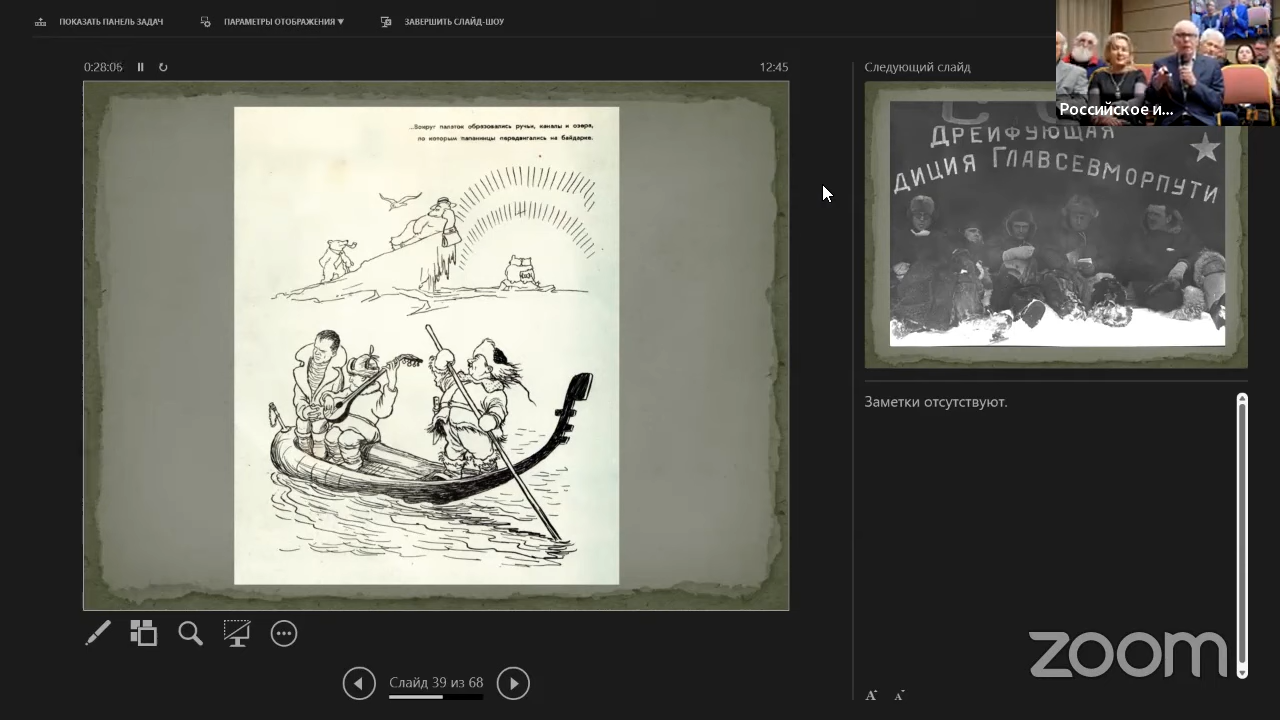 ПОКАЗАТЬ ПАНЕЛЬ ЗАДАЧ
ПАРАМЕТРЫ ОТОБРАЖЕНИЯ ▼
ЗАВЕРШИТЬ СЛАЙД-ШОУ
0:28:06
12:45
Следующий слайд
Российское и...
..Вокруг палаток образовались ручьи, каналы и озера,
по которым папанинцы передвигались на байдарке.
ДРЕЙФУЮЩАЯ
ДИЦИЯ ГЛАВСЕВМОРПУТИ
Заметки отсутствуют.
zoom
Слайд 39 из 68